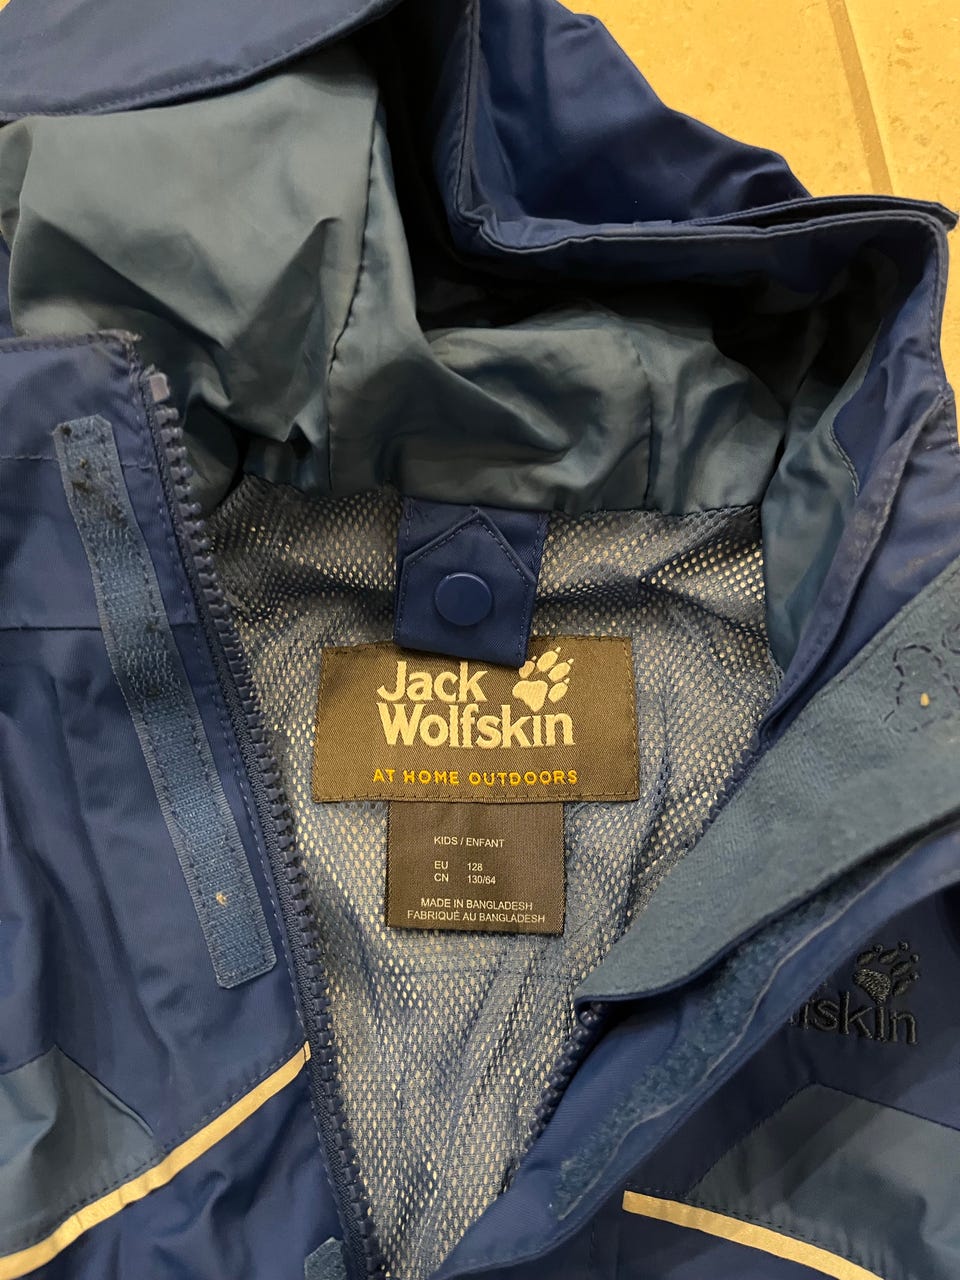 Jack
Wolfskin
AT HOME OUTDOORS
KIDS / ENFANT
EU 128
CN 130/64
MADE IN BANGLADESH
FABRIQUÉ AU BANGLADESH
lfskin